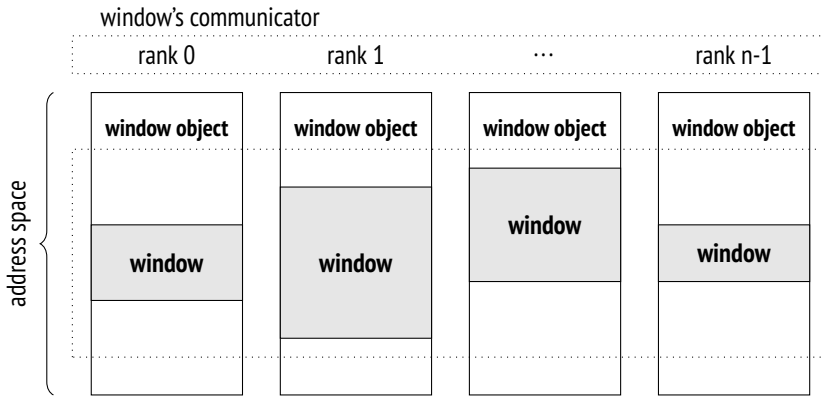 window’s communicator
rank 0 rank 1 ⋯ rank n-1
window object window object window object window object
address space
window window window window